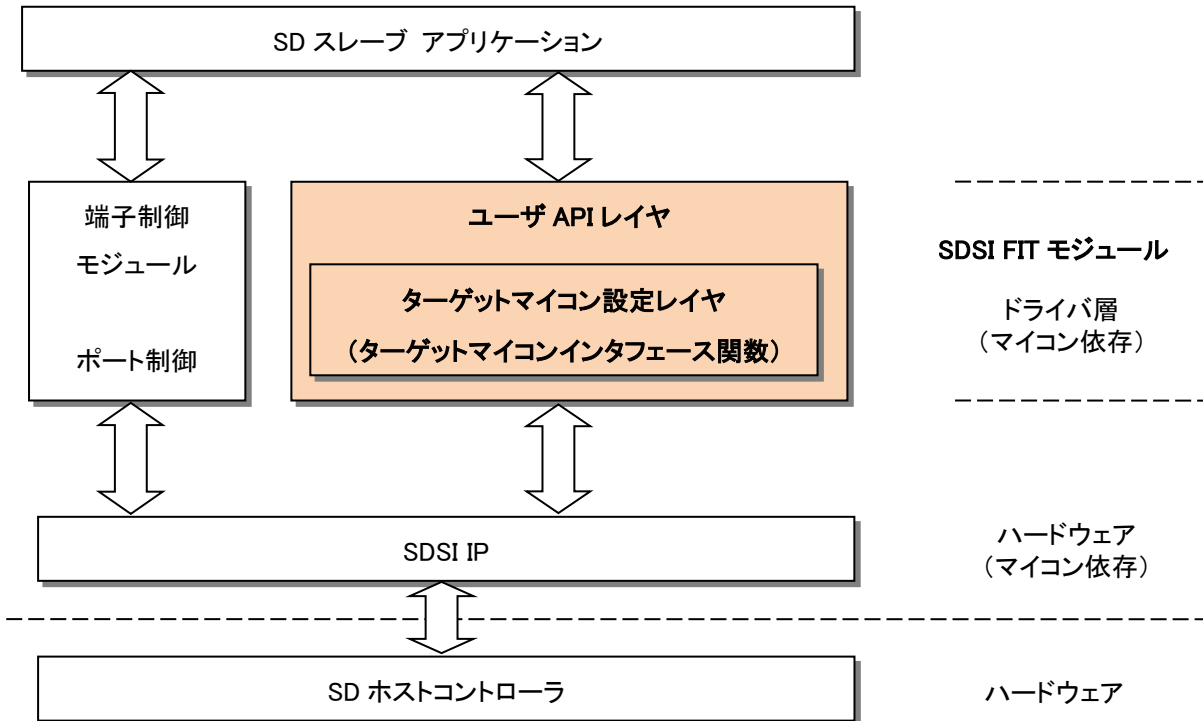 SD スレーブ アプリケーション
端子制御
モジュール
ポート制御
ユーザ API レイヤ
ターゲットマイコン設定レイヤ
（ターゲットマイコンインタフェース関数）
SDSI FIT モジュール
ドライバ層
（マイコン依存）
SDSI IP
ハードウェア
（マイコン依存）
SD ホストコントローラ
ハードウェア